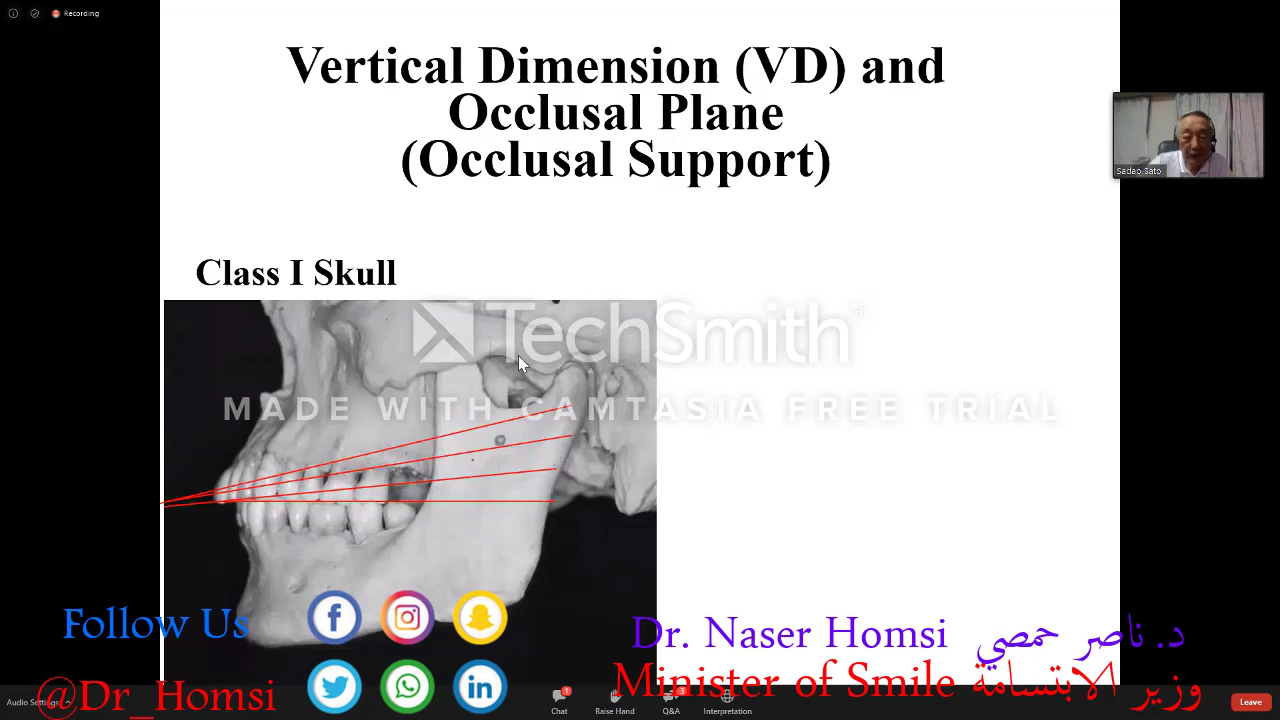 Recording
Vertical Dimension (VD) and
Occlusal Plane
(Occlusal Support)
Sadao Sato
Class I Skull
TechSmith
MADE WITH CAMTASIA FREE TRIAL
Follow Us
Dr. Naser Homsi د. ناصر حمصي
@Dr_Homsi
Minister of Smile وزير الابتسامة
Audio Settings
1
Chat
Raise Hand
3
Q&A
Interpretation
Leave